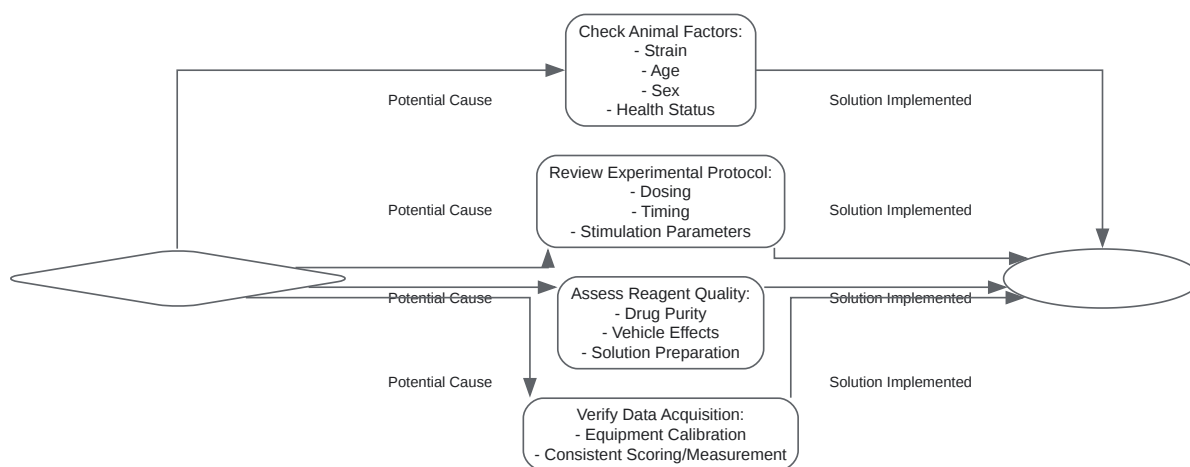 Check Animal Factors:
- Strain
- Age
- Sex
- Health Status
Potential Cause
Solution Implemented
Review Experimental Protocol:
- Dosing
- Timing
- Stimulation Parameters
Potential Cause
Solution Implemented
Assess Reagent Quality:
- Drug Purity
- Vehicle Effects
- Solution Preparation
Potential Cause
Solution Implemented
Verify Data Acquisition:
- Equipment Calibration
- Consistent Scoring/Measurement
Potential Cause
Solution Implemented